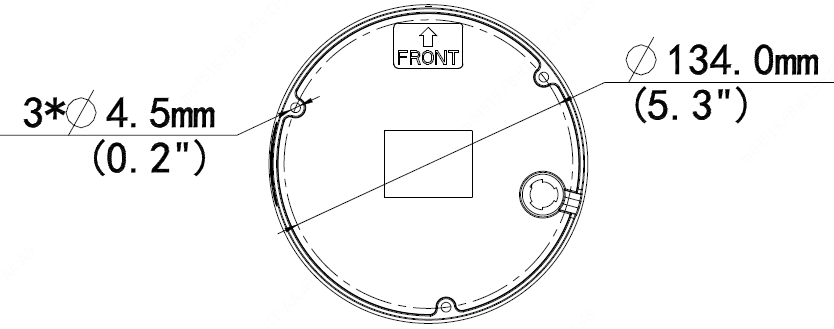 FRONT
Ø 134.0mm
(5.3")
3*Ø 4.5mm
(0.2")